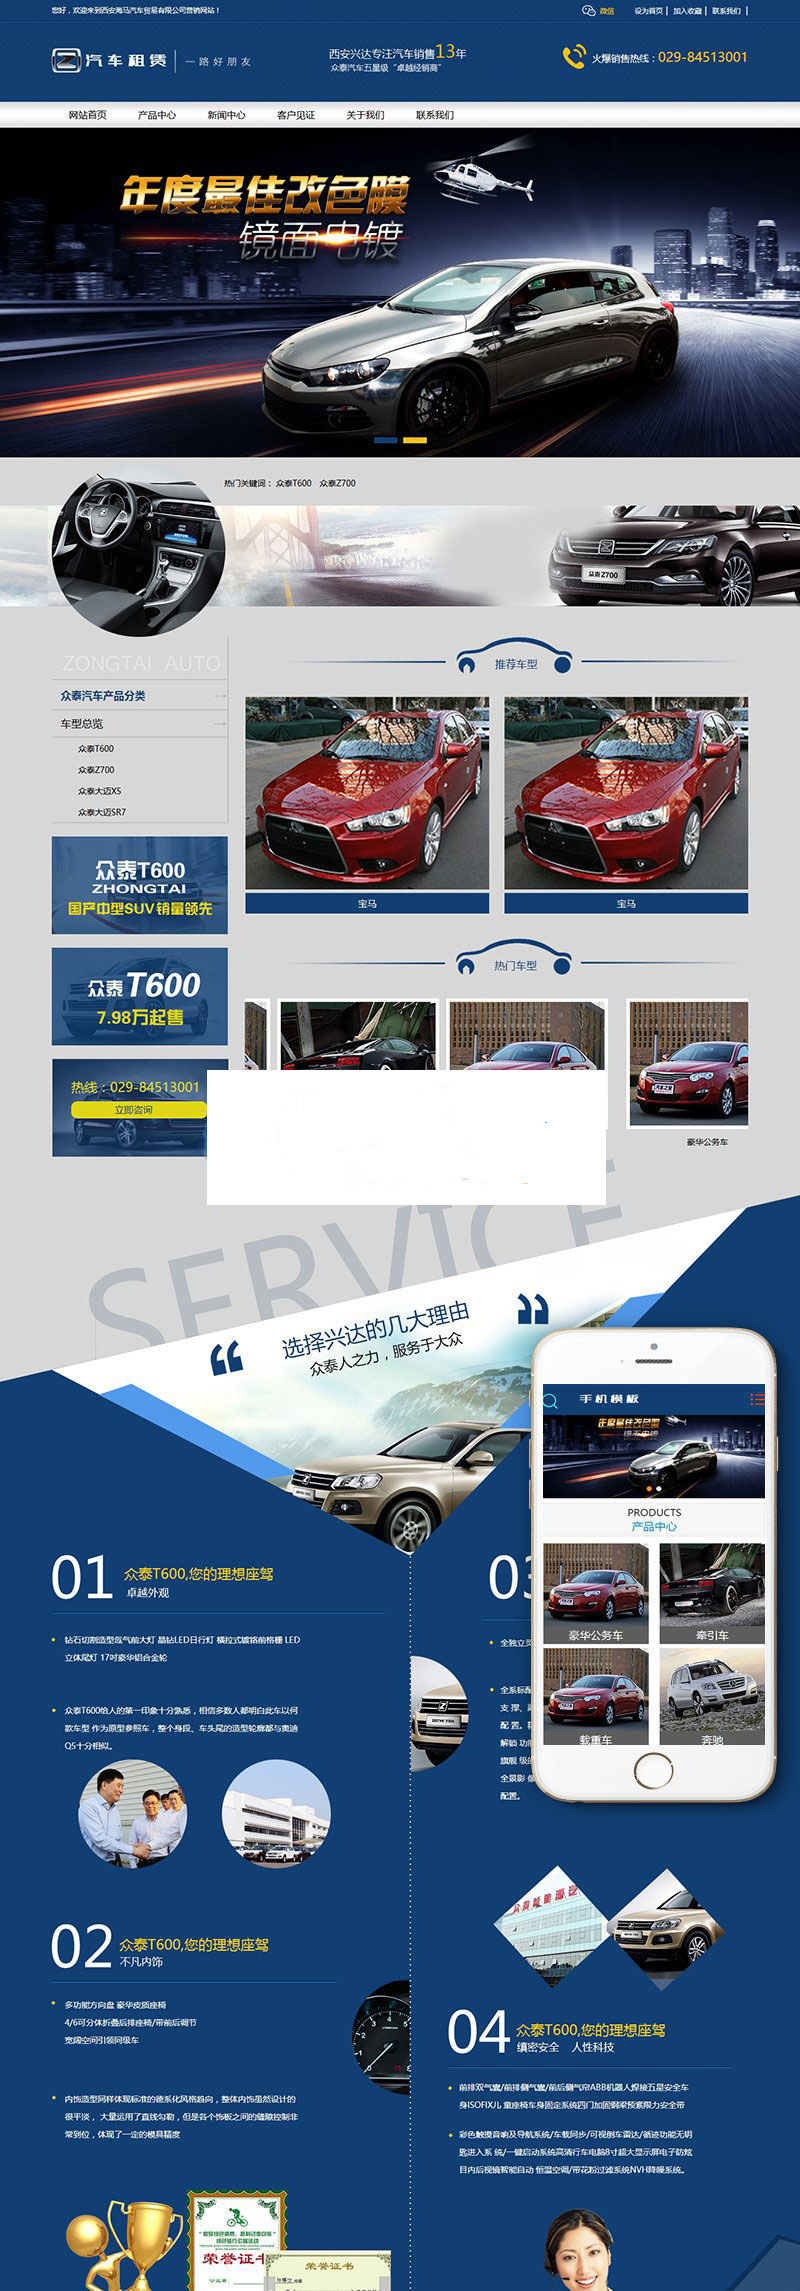 您好，欢迎来到西安海马汽车贸易有限公司营销网站！
微信
设为首页 | 加入收藏 | 联系我们 |
汽车租赁
一路好朋友
西安兴达专注汽车销售13年
众泰汽车五星级“卓越经销商”
火爆销售热线：029-84513001
网站首页 产品中心 新闻中心 客户见证 关于我们 联系我们
年度最佳改色膜
镜面电镀
热门关键词： 众泰T600 众泰Z700
众泰Z700
ZONGTAI AUTO
众泰汽车产品分类
车型总览
众泰T600
众泰Z700
众泰大迈X5
众泰大迈SR7
众泰T600
ZHONGTAI
国产中型SUV 销量领先
众泰T600
7.98万起售
热线：029-84513001
立即咨询
推荐车型
宝马
宝马
热门车型
豪华公务车
SERVICE
选择兴达的几大理由
众泰人之力，服务于大众
01
众泰T600,您的理想座驾
卓越外观
钻石切割造型氙气前大灯 晶钻LED日行灯 横拉式镀铬前格栅 LED
立体尾灯 17吋豪华铝合金轮
众泰T600给人的第一印象十分熟悉，相信多数人都明白此车以何
款车型 作为原型参照车，整个身段、车头尾的造型轮廓都与奥迪
Q5十分相似。
02
众泰T600,您的理想座驾
不凡内饰
多功能方向盘 豪华皮质座椅
4/6可分体折叠后排座椅/带前后调节
宽阔空间引领同级车
内饰造型同样体现标准的德系化风格趋向，整体内饰虽然设计的
很平淡， 大量运用了直线勾勒，但是各个饰板之间的缝隙控制非
常到位，体现了一定的模具精度
03
全独立
全系标配
支撑、
配置。
解锁 功
旗舰 级的
全景影 像
配置。
手机模板
年度最佳改色膜
镜面电镀
PRODUCTS
产品中心
豪华公务车
牵引车
载重车
奔驰
04
众泰T600,您的理想座驾
缜密安全 人性科技
前排双气囊/前排侧气囊/前后侧气帘ABB机器人焊接五星安全车
身ISOFIX儿 童座椅车身固定系统四门加固钢梁预紧限力安全带
彩色触摸音响及导航系统/车载同步/可视倒车雷达/循迹功能无钥
匙进入系 统/一键启动系统高清行车电脑8寸超大显示屏电子防炫
目内后视镜智能自动 恒温空调/带花粉过滤系统NVH降噪系统。
荣誉证书
荣誉证书